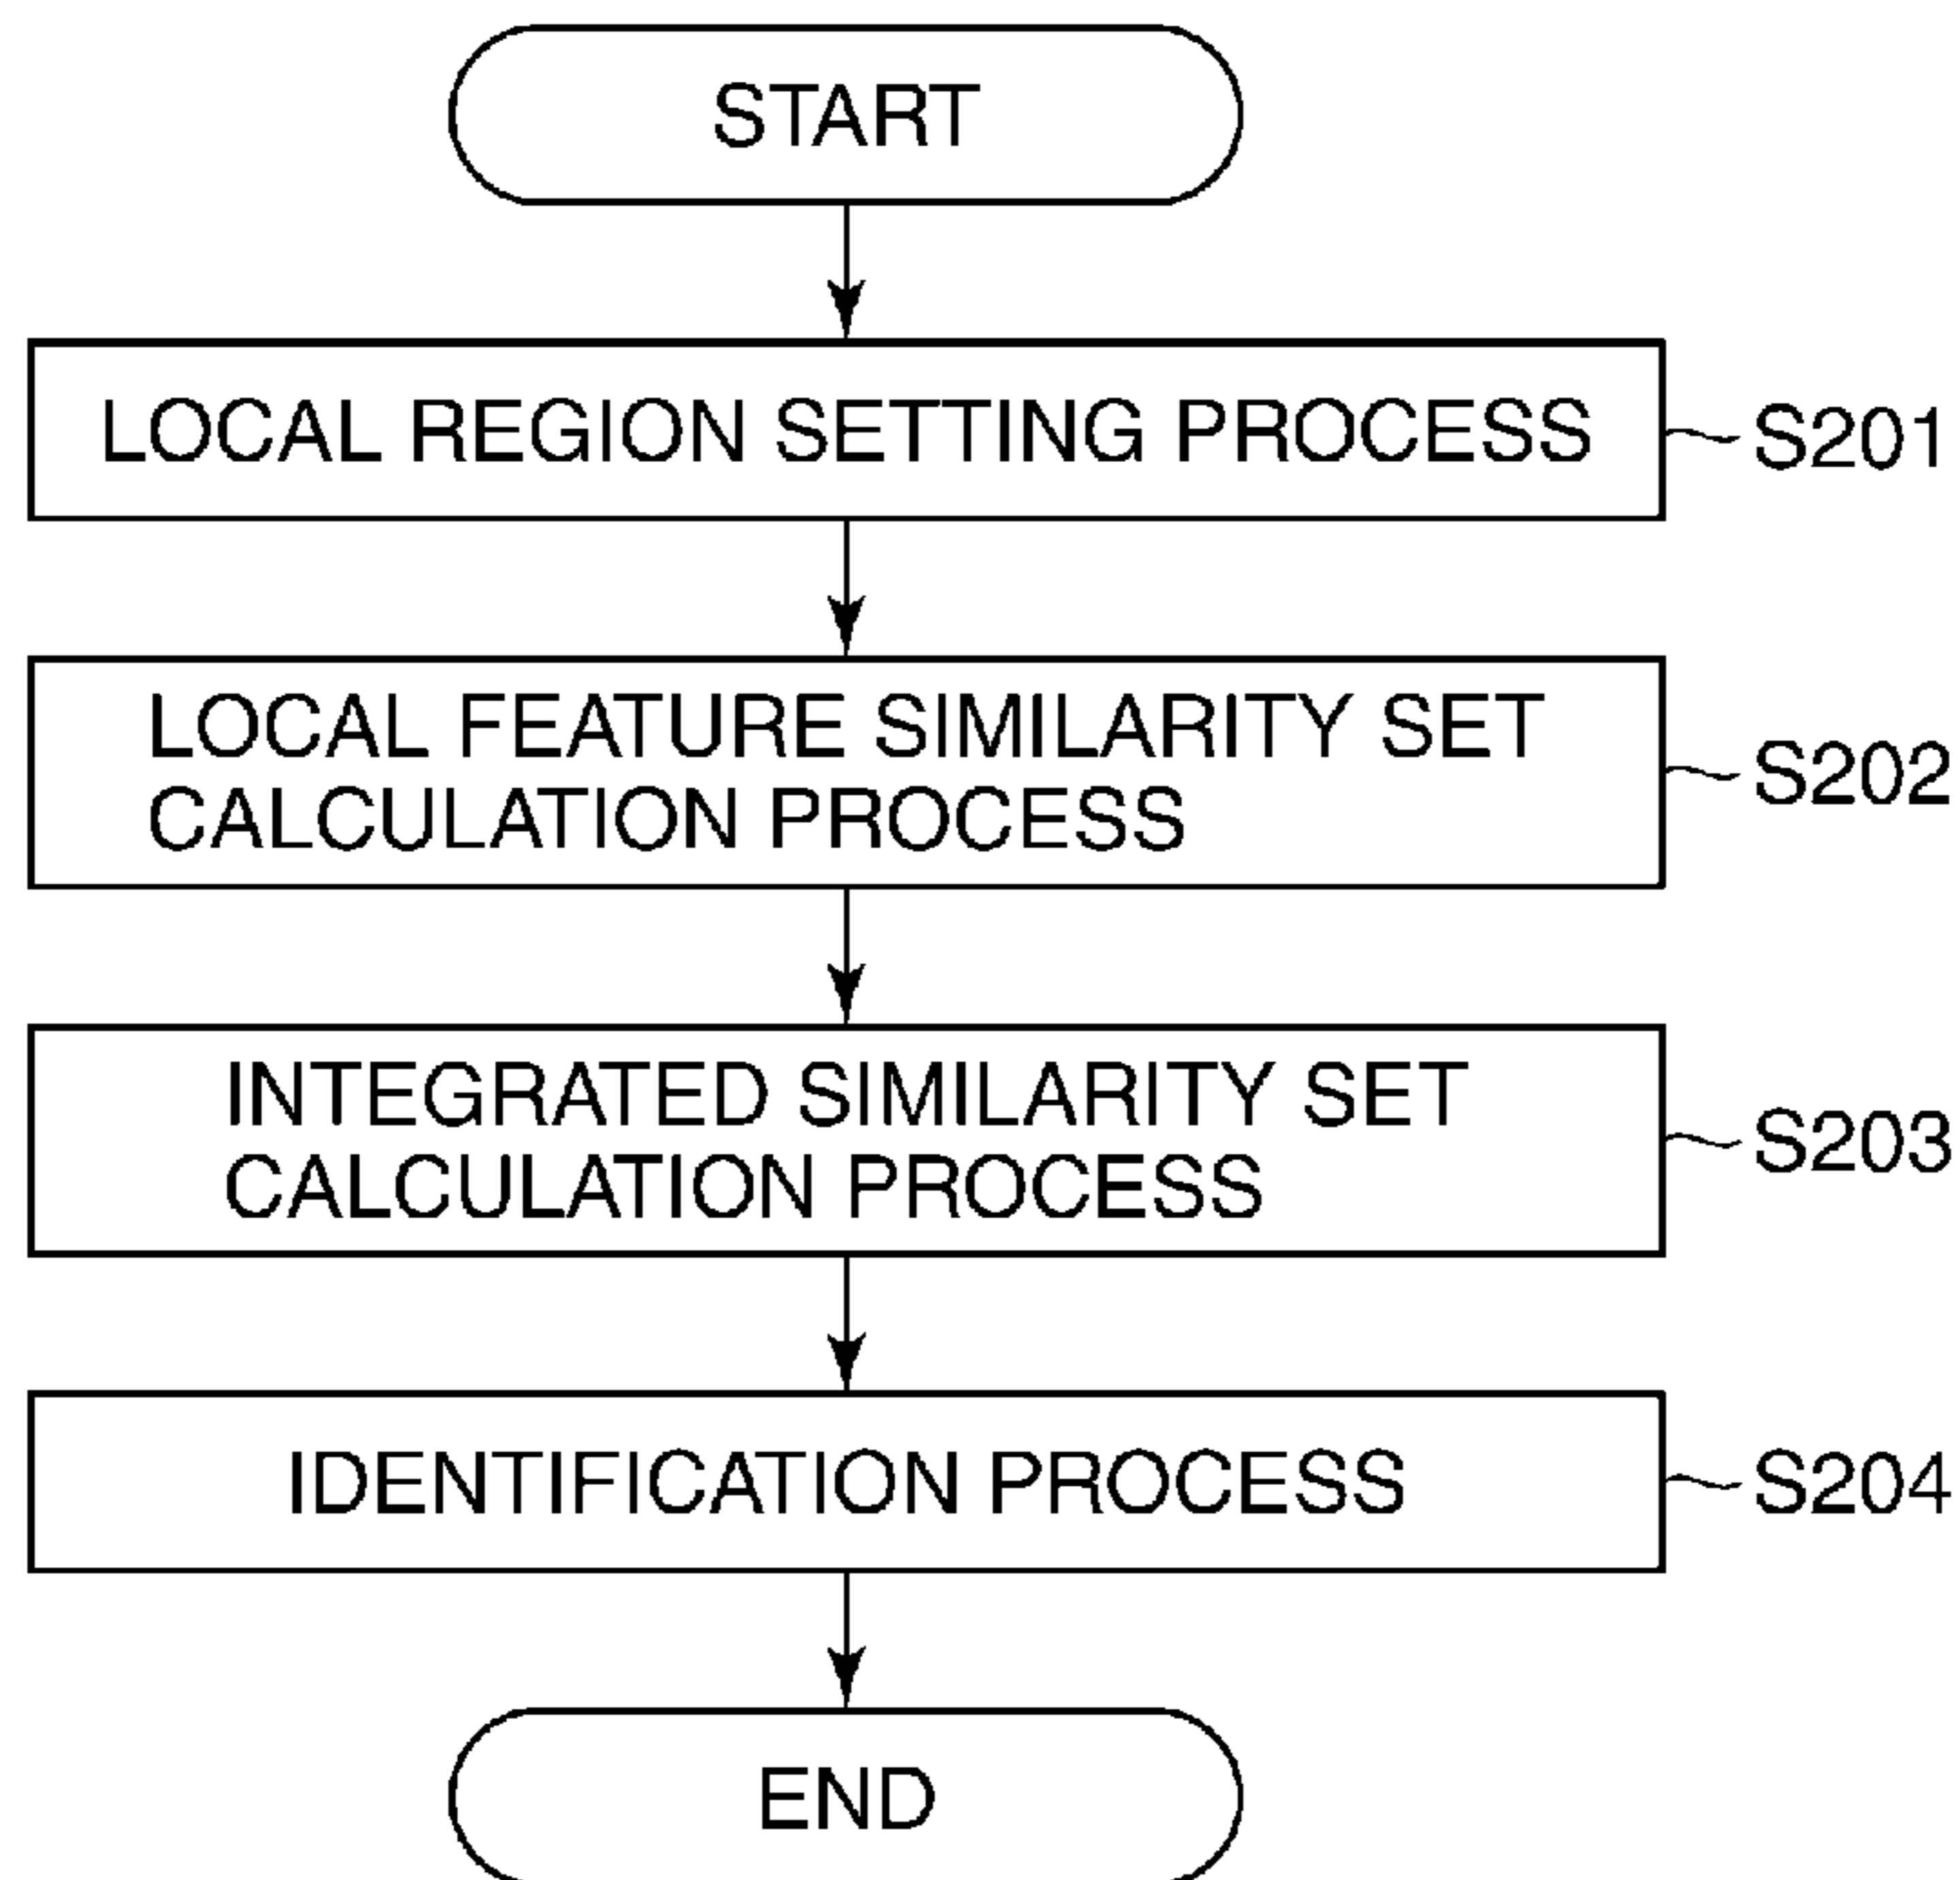 START
LOCAL REGION SETTING PROCESS
S201
LOCAL FEATURE SIMILARITY SET
CALCULATION PROCESS
S202
INTEGRATED SIMILARITY SET
CALCULATION PROCESS
S203
IDENTIFICATION PROCESS
S204
END